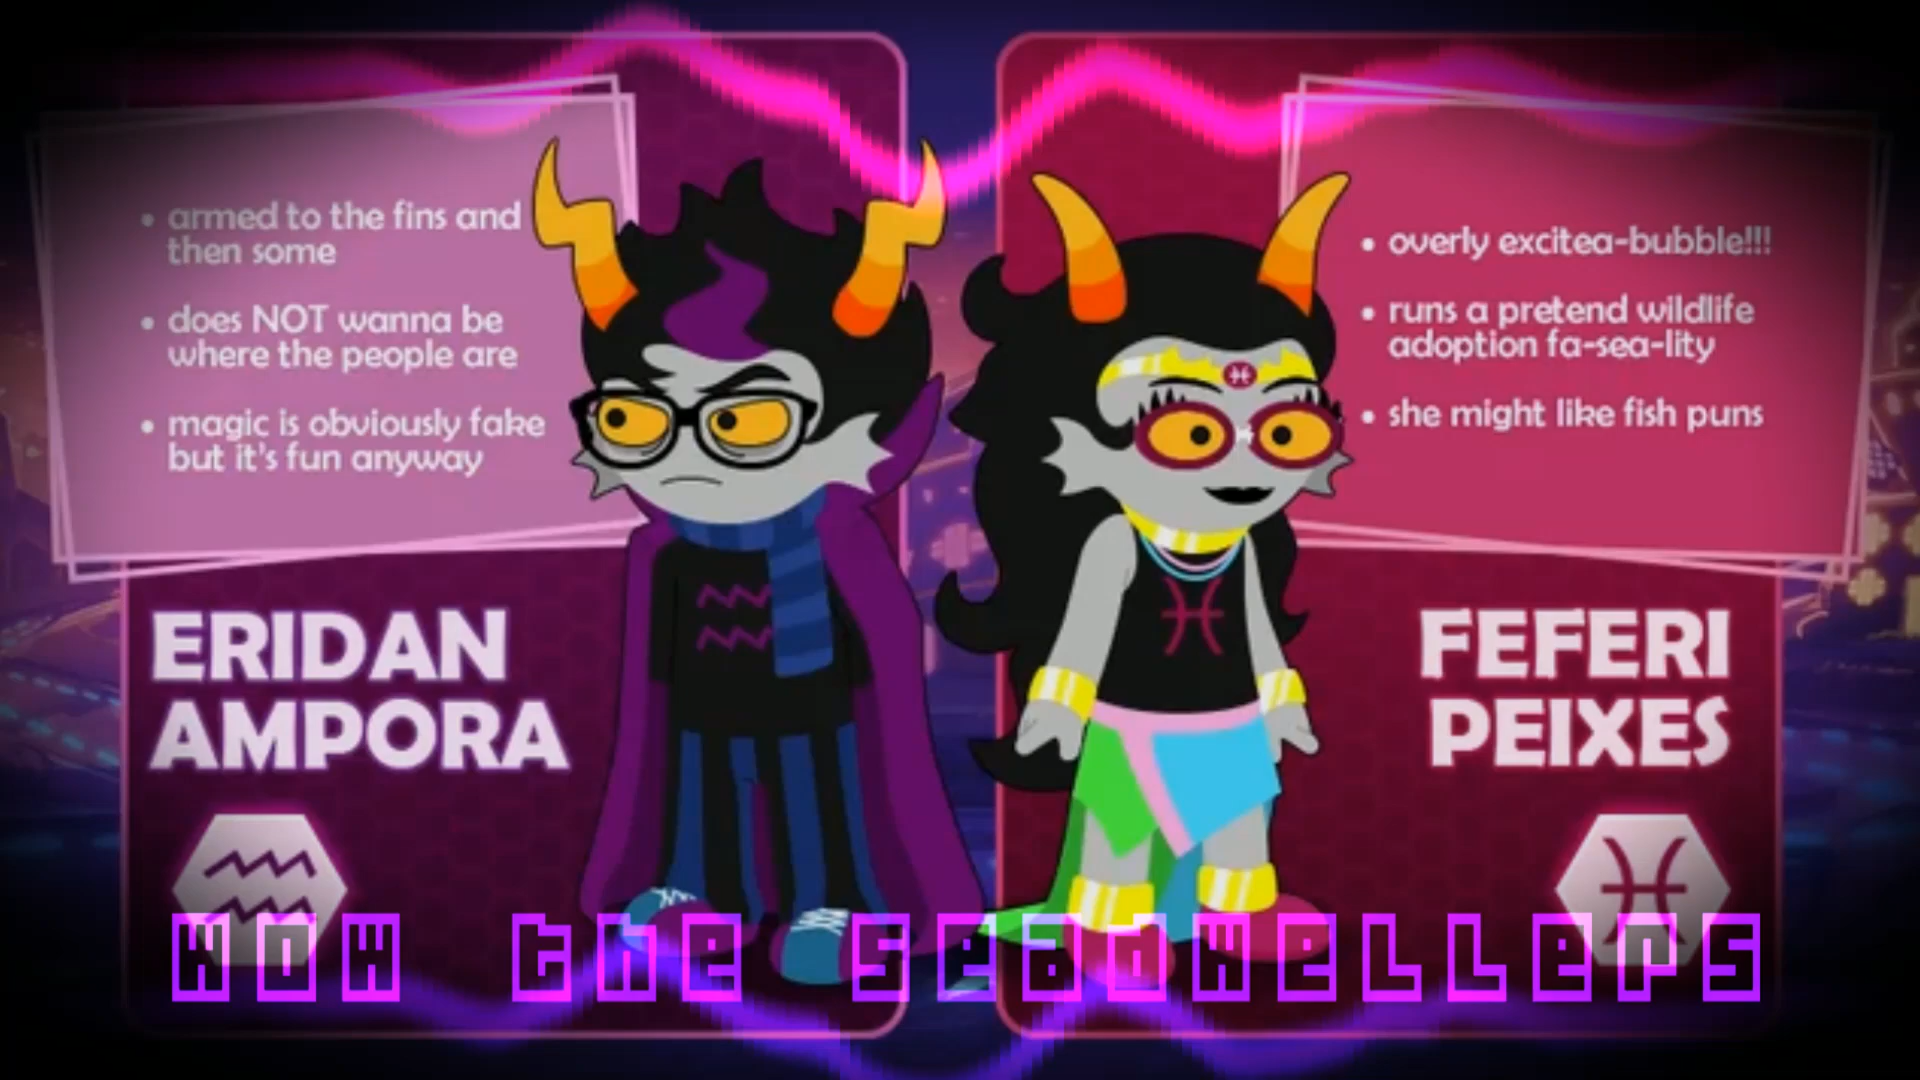 armed to the fins and
then some
does NOT wanna be
where the people are
magic is obviously fake
but it's fun anyway
ERIDAN
AMPORA
overly excitea-bubble!!!
runs a pretend wildlife
adoption fa-sea-lity
she might like fish puns
FEFERI
PEIXES
wow the seadwellers